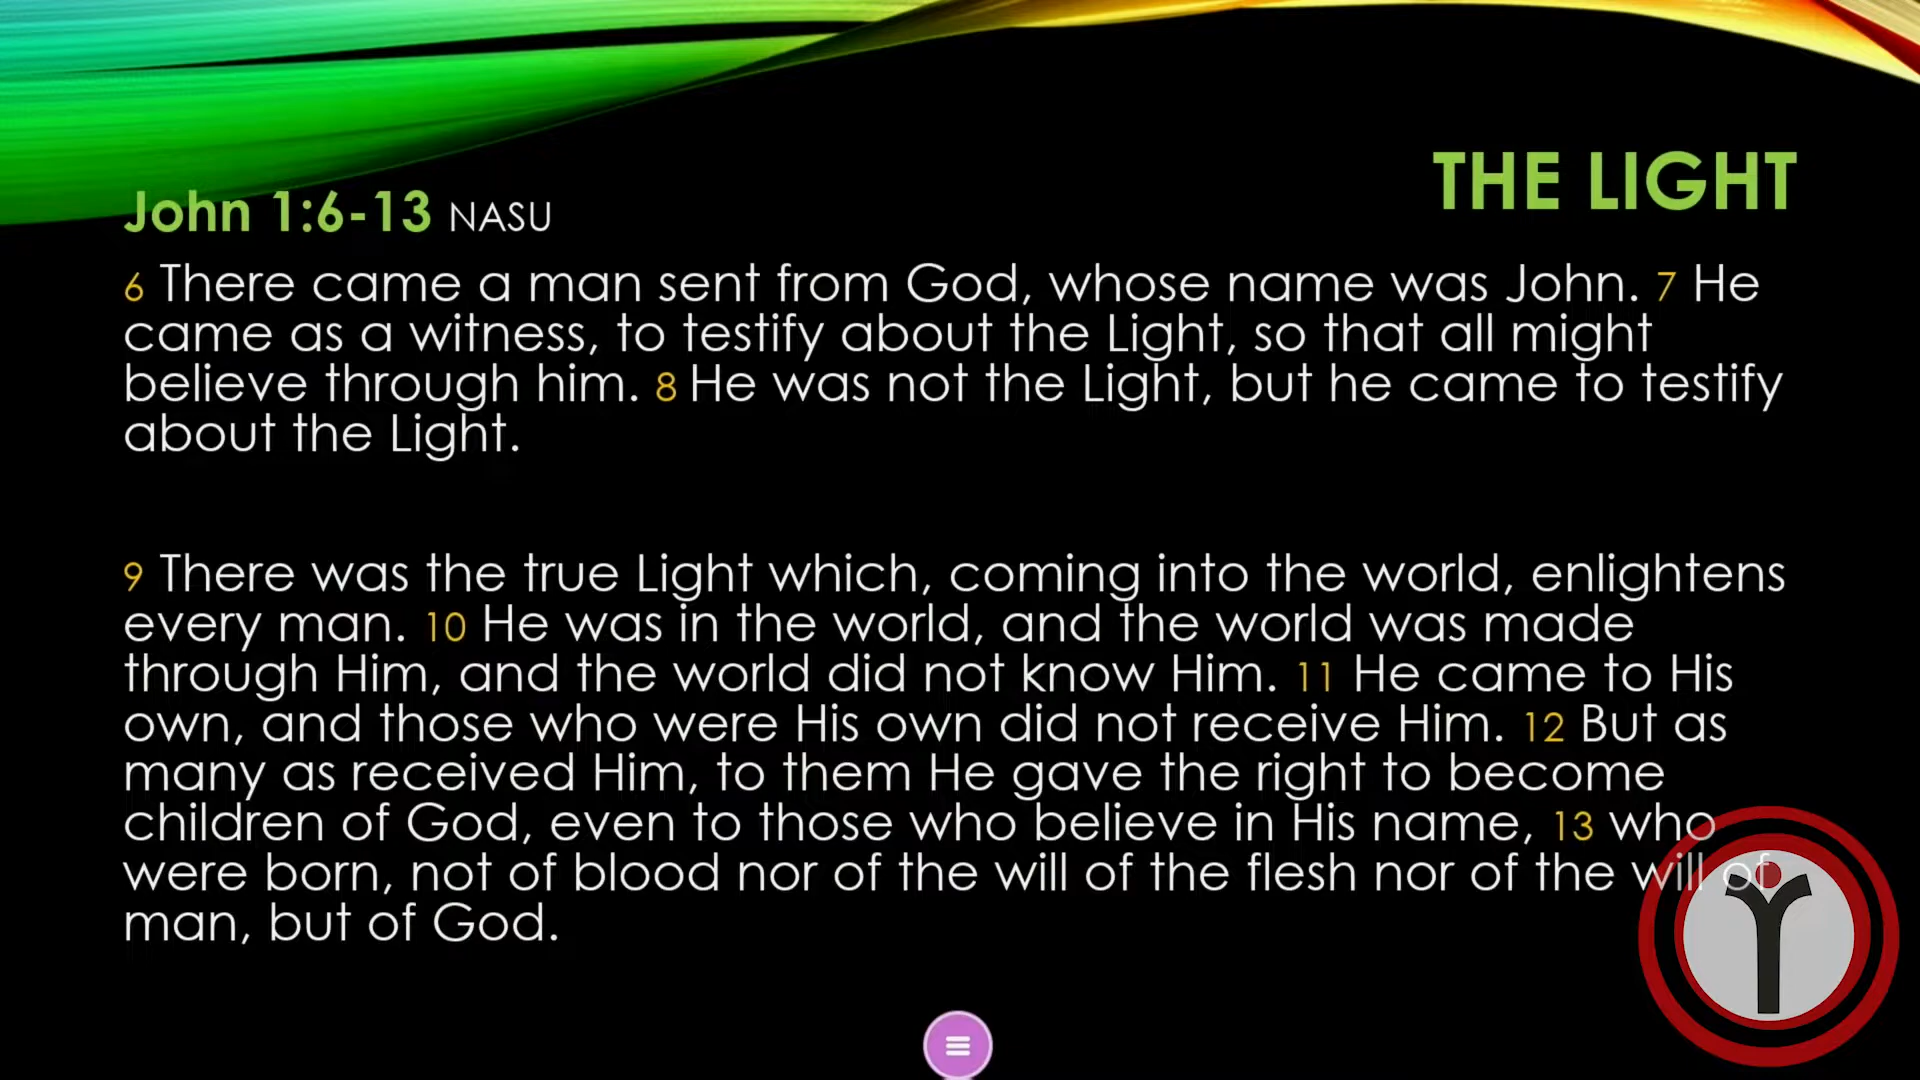 THE LIGHT
John 1:6-13 NASU
6 There came a man sent from God, whose name was John. 7 He
came as a witness, to testify about the Light, so that all might
believe through him. 8 He was not the Light, but he came to testify
about the Light.
9 There was the true Light which, coming into the world, enlightens
every man. 10 He was in the world, and the world was made
through Him, and the world did not know Him. 11 He came to His
own, and those who were His own did not receive Him. 12 But as
many as received Him, to them He gave the right to become
children of God, even to those who believe in His name, 13 who
were born, not of blood nor of the will of the flesh nor of the will of
man, but of God.